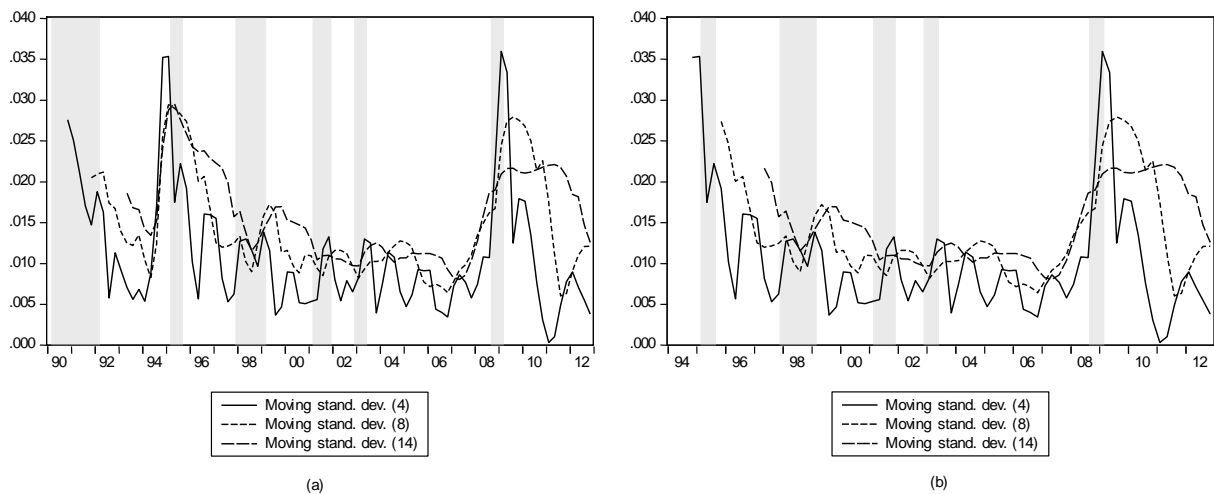 .040
.035
.030
.025
.020
.015
.010
.005
.000
90 92 94 96 98 00 02 04 06 08 10 12
Moving stand. dev. (4)
Moving stand. dev. (8)
Moving stand. dev. (14)
(a)
.040
.035
.030
.025
.020
.015
.010
.005
.000
94 96 98 00 02 04 06 08 10 12
Moving stand. dev. (4)
Moving stand. dev. (8)
Moving stand. dev. (14)
(b)